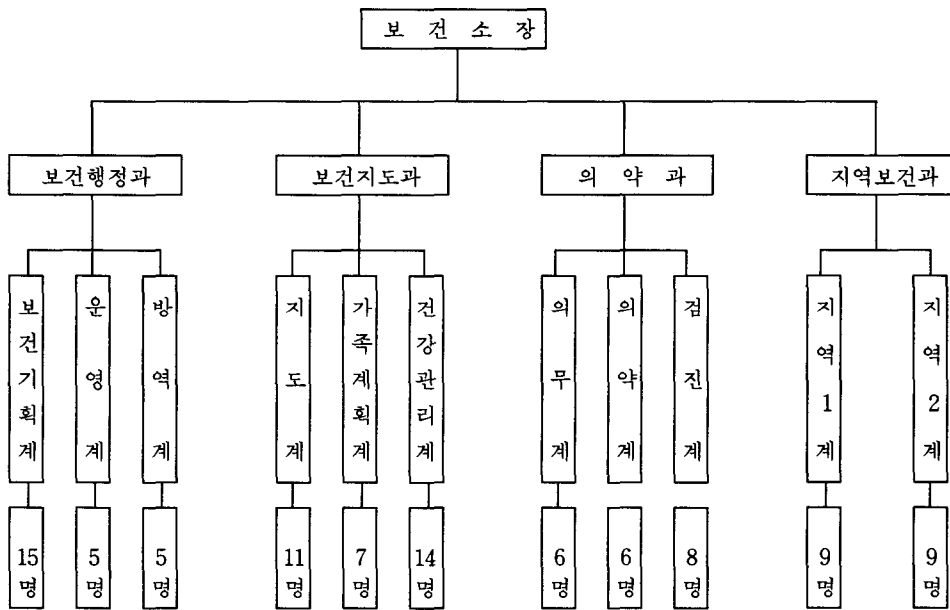 보 건 소 장
보건행정과
보건지도과
의 약 과
지역보건과
보건기획계
운영계
방역계
지도계
가족계획계
건강관리계
의무계
의약계
검진계
지역1계
지역2계
15명
5명
5명
11명
7명
14명
6명
6명
8명
9명
9명